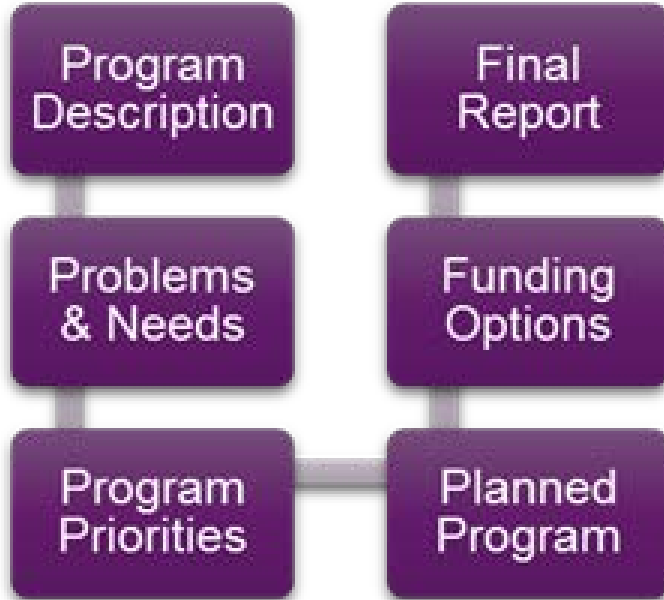 Program
Description
Problems
& Needs
Program
Priorities
Planned
Program
Funding
Options
Final
Report